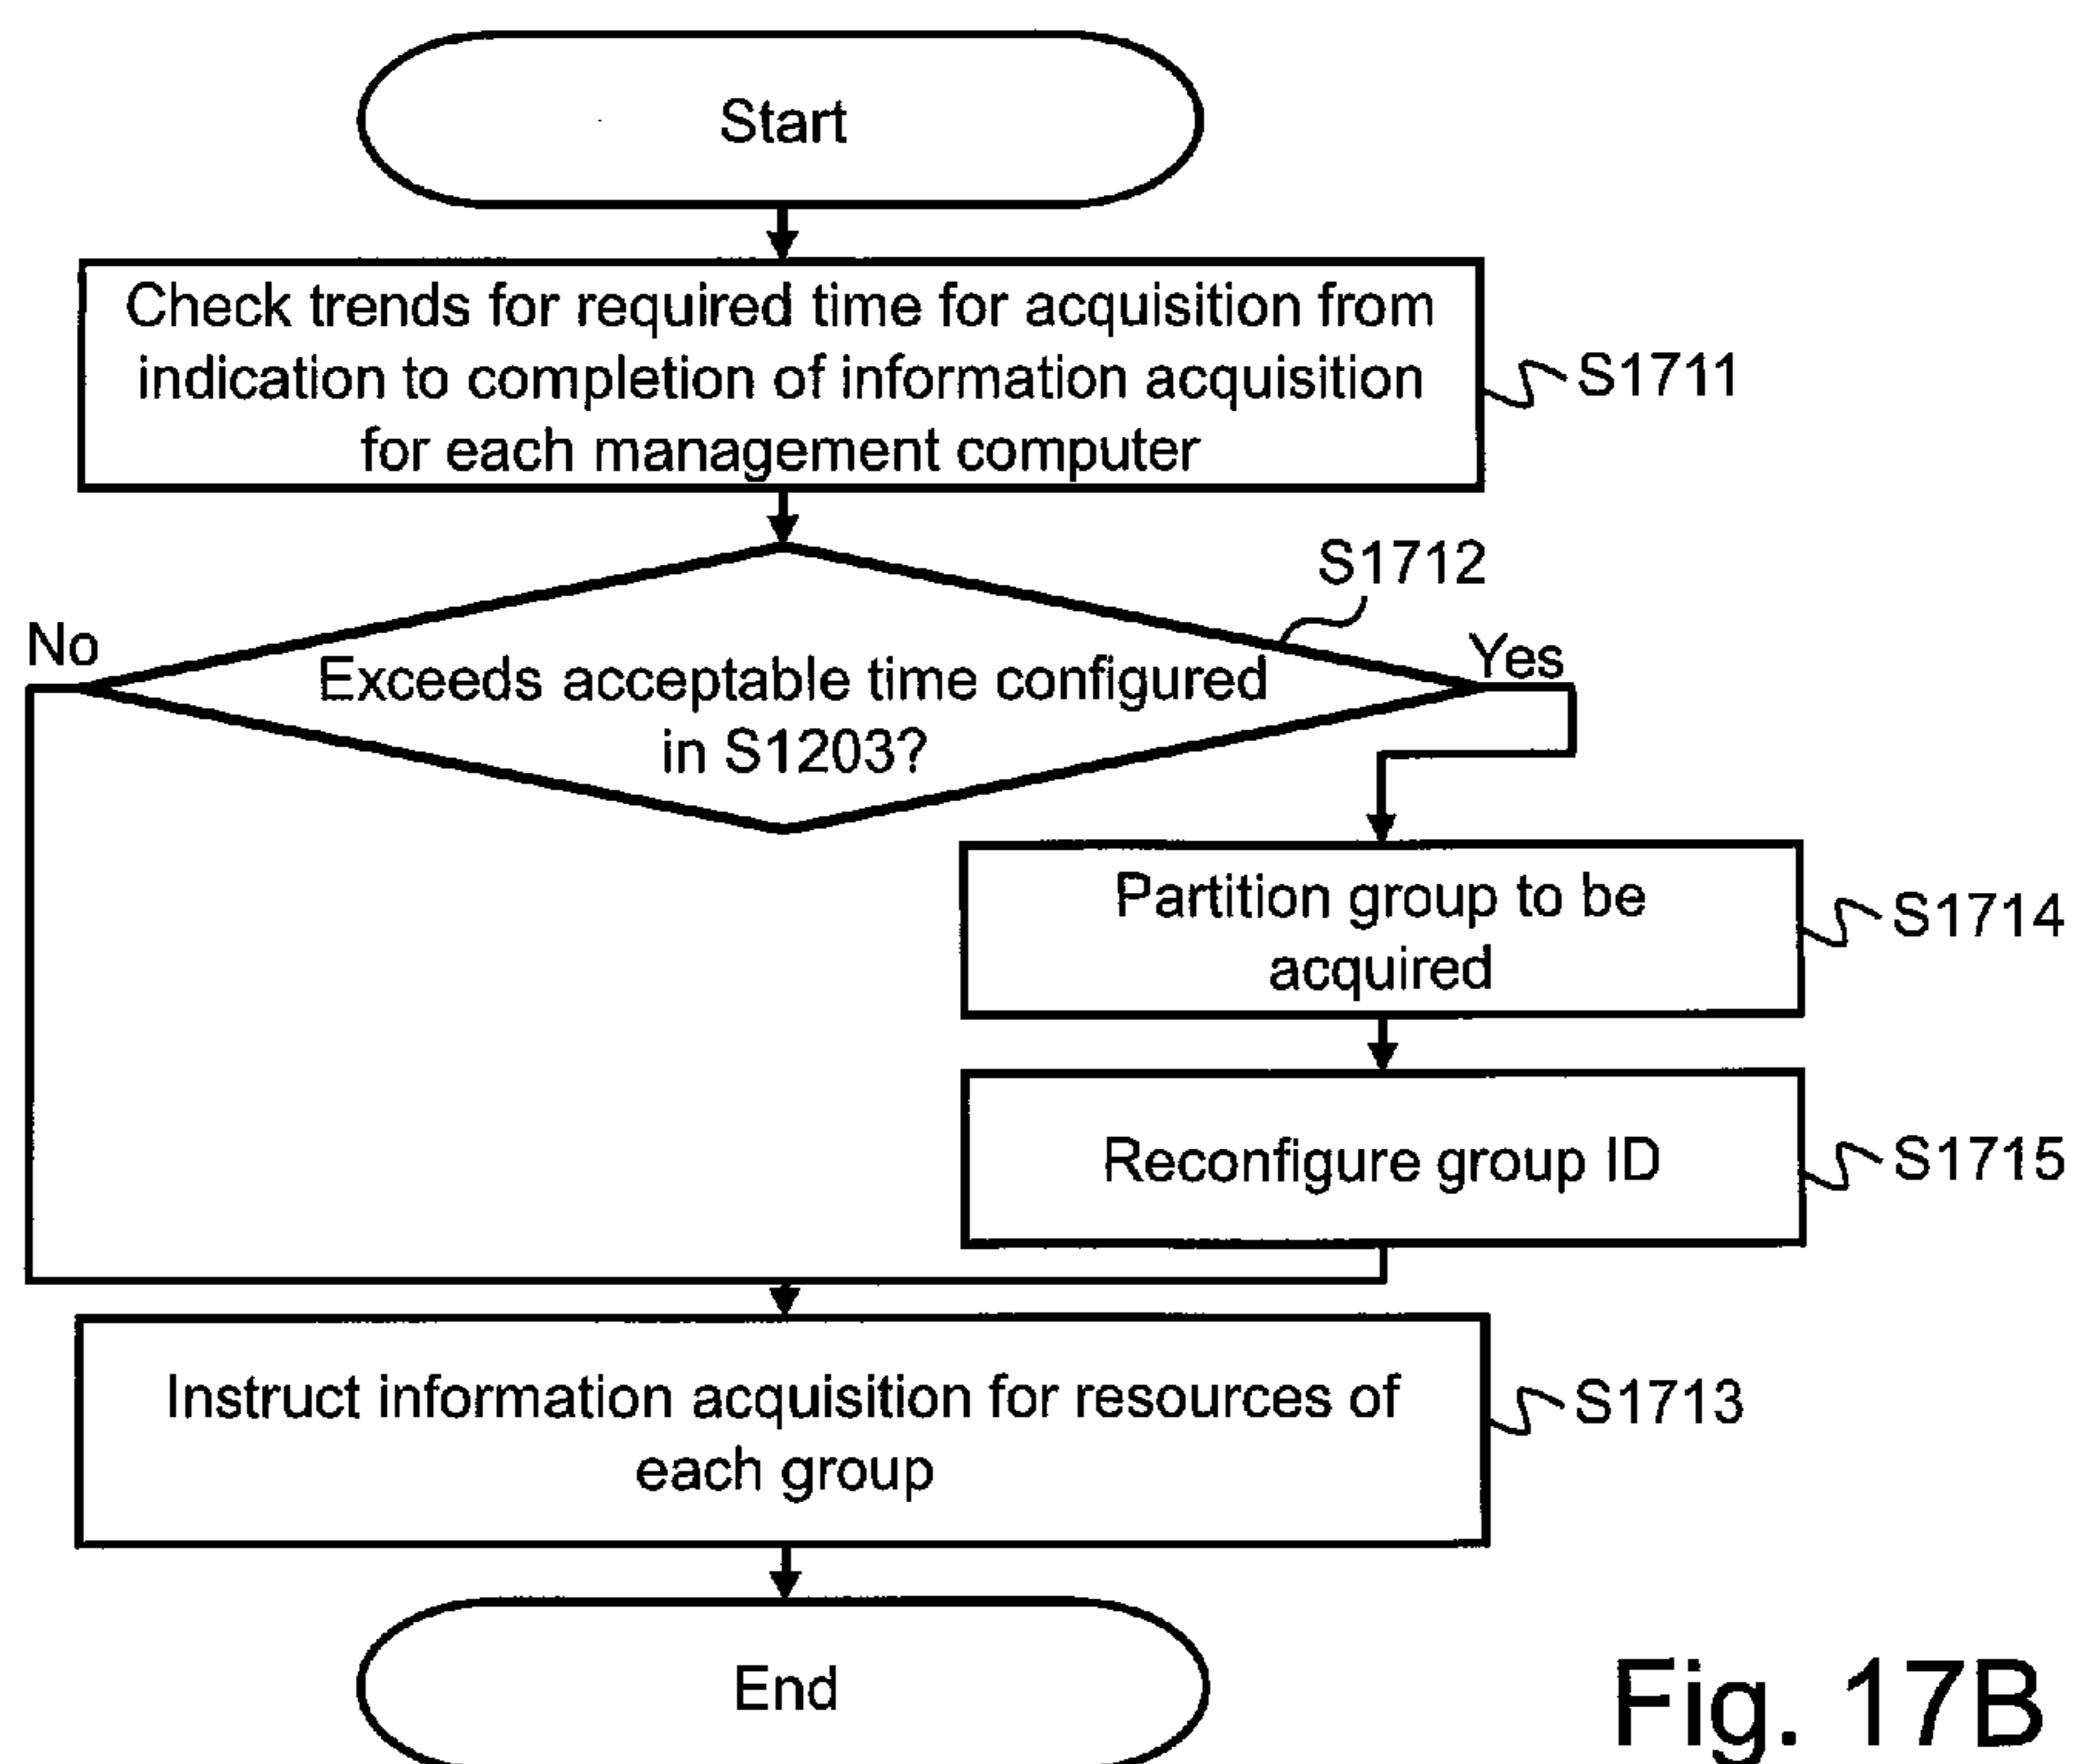 Start
Check trends for required time for acquisition from
indication to completion of information acquisition
for each management computer
S1711
S1712
No
Yes
Exceeds acceptable time configured
in S1203?
Partition group to be
acquired
S1714
Reconfigure group ID
S1715
Instruct information acquisition for resources of
each group
S1713
End
Fig. 17B